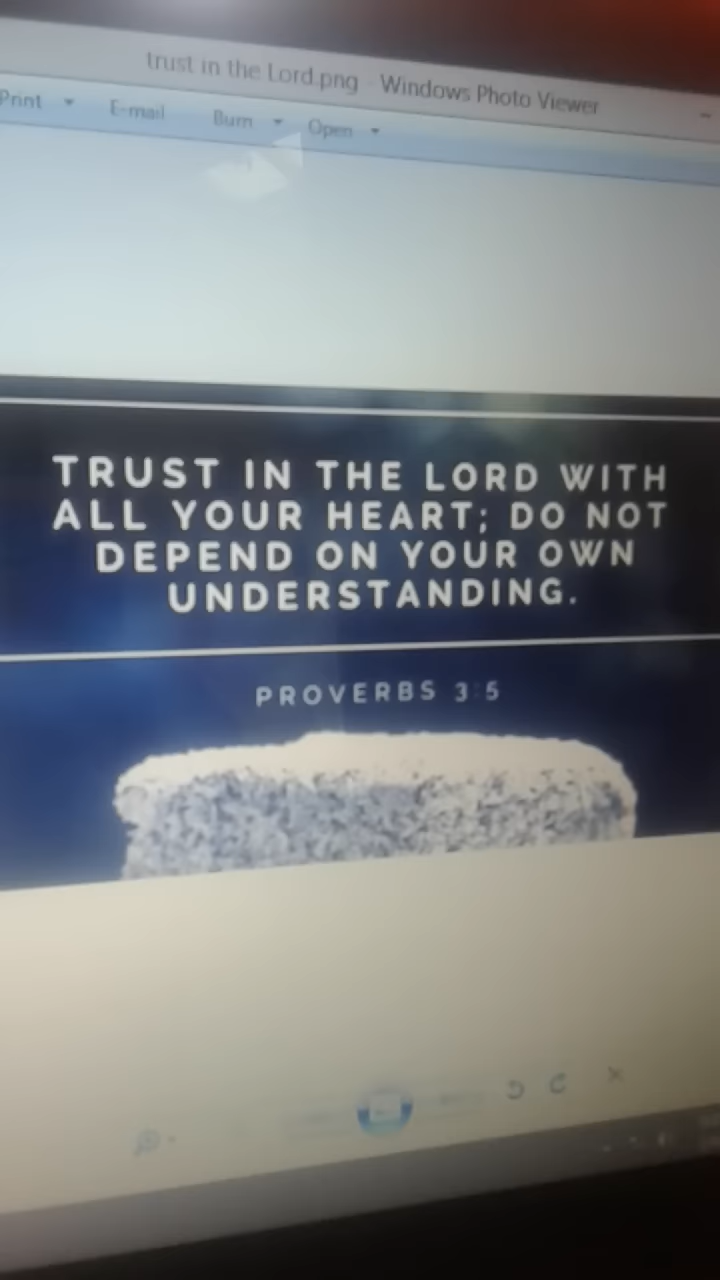 trust in the Lord.png - Windows Photo Viewer
Print E-mail Burn Open
TRUST IN THE LORD WITH
ALL YOUR HEART; DO NOT
DEPEND ON YOUR OWN
UNDERSTANDING.
PROVERBS 3:5